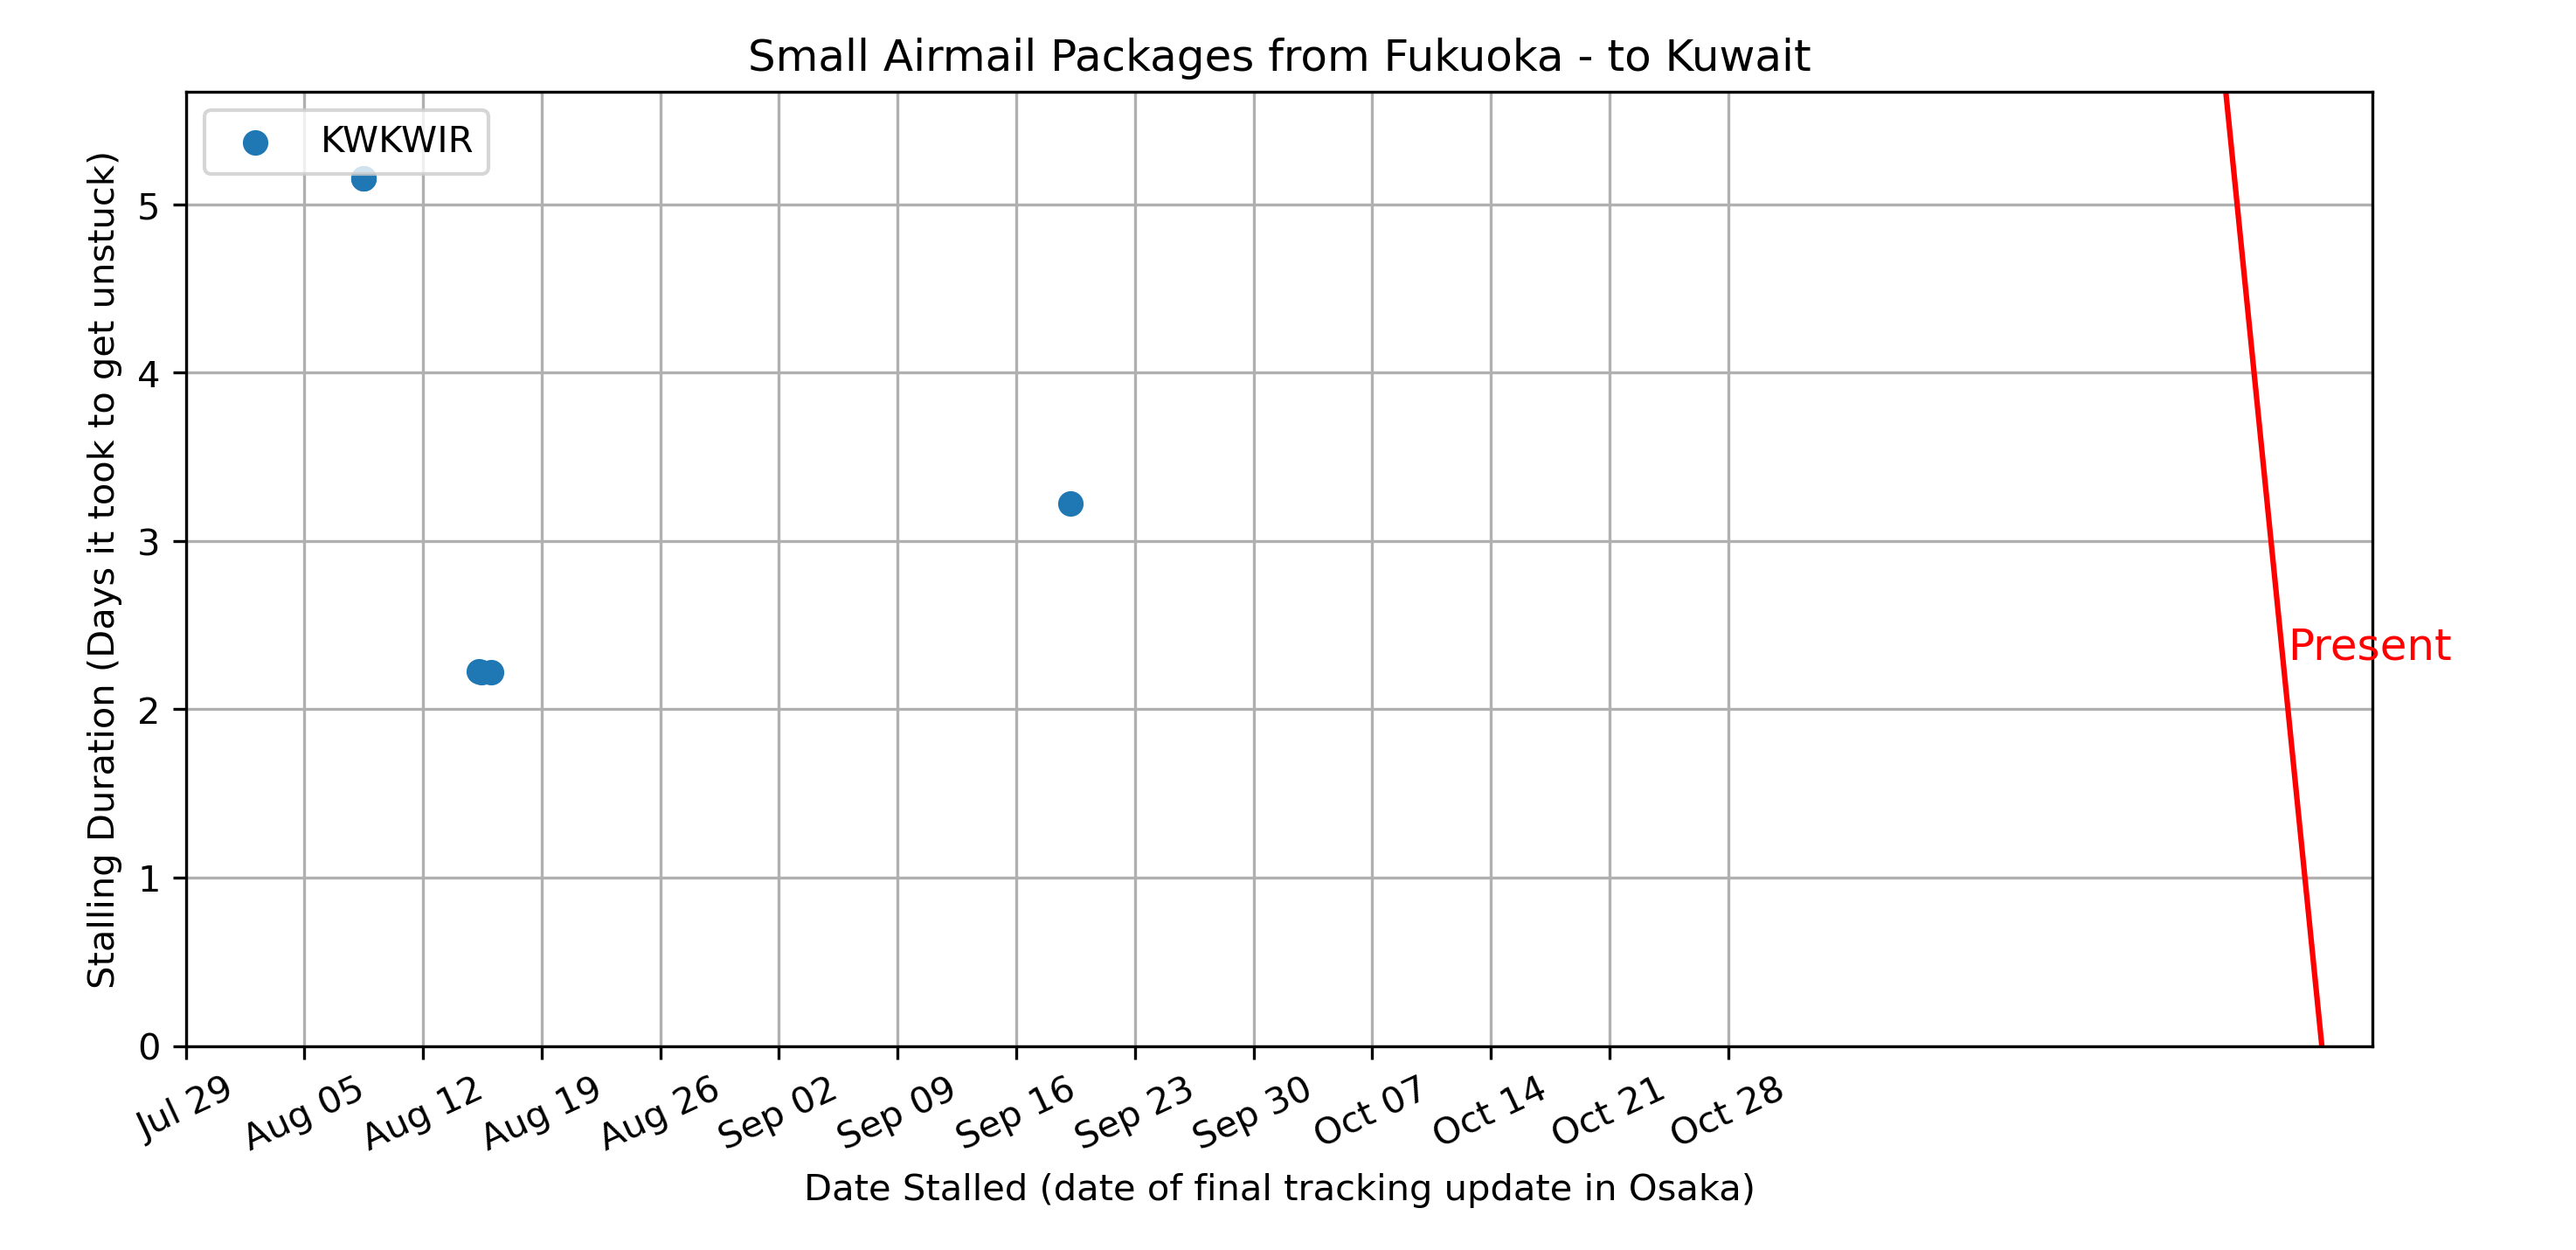 Small Airmail Packages from Fukuoka - to Kuwait
KWKWIR
Stalling Duration (Days it took to get unstuck)
5
4
3
2
1
0
Present
Jul 29
Aug 05
Aug 12
Aug 19
Aug 26
Sep 02
Sep 09
Sep 16
Sep 23
Sep 30
Oct 07
Oct 14
Oct 21
Oct 28
Date Stalled (date of final tracking update in Osaka)